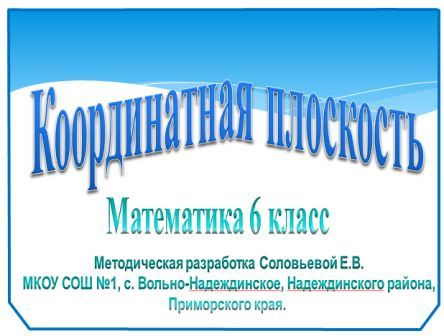 Координатная плоскость
Математика 6 класс
Методическая разработка Соловьевой Е.В.
МКОУ СОШ №1, с. Вольно-Надеждинское, Надеждинского района,
Приморского края.